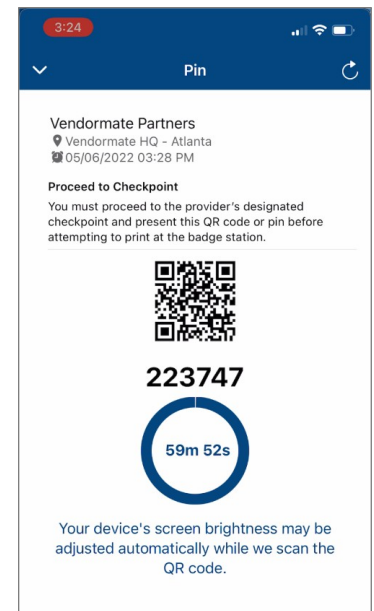 3:24
Pin
Vendormate Partners
Vendormate HQ - Atlanta
05/06/2022 03:28 PM
Proceed to Checkpoint
You must proceed to the provider's designated
checkpoint and present this QR code or pin before
attempting to print at the badge station.
223747
59m 52s
Your device's screen brightness may be
adjusted automatically while we scan the
QR code.